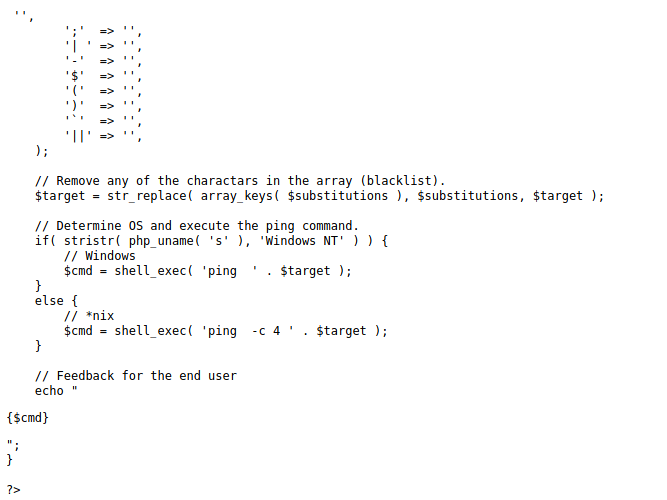 '',
';'  => '',
'| ' => '',
'-'  => '',
'$'  => '',
'('  => '',
')'  => '',
'`'  => '',
'||' => '',
);
// Remove any of the charactars in the array (blacklist).
$target = str_replace( array_keys( $substitutions ), $substitutions, $target );
// Determine OS and execute the ping command.
if( stristr( php_uname( 's' ), 'Windows NT' ) ) {
// Windows
$cmd = shell_exec( 'ping  ' . $target );
}
else {
// *nix
$cmd = shell_exec( 'ping  -c 4 ' . $target );
}
// Feedback for the end user
echo "
{$cmd}
";
}
?>